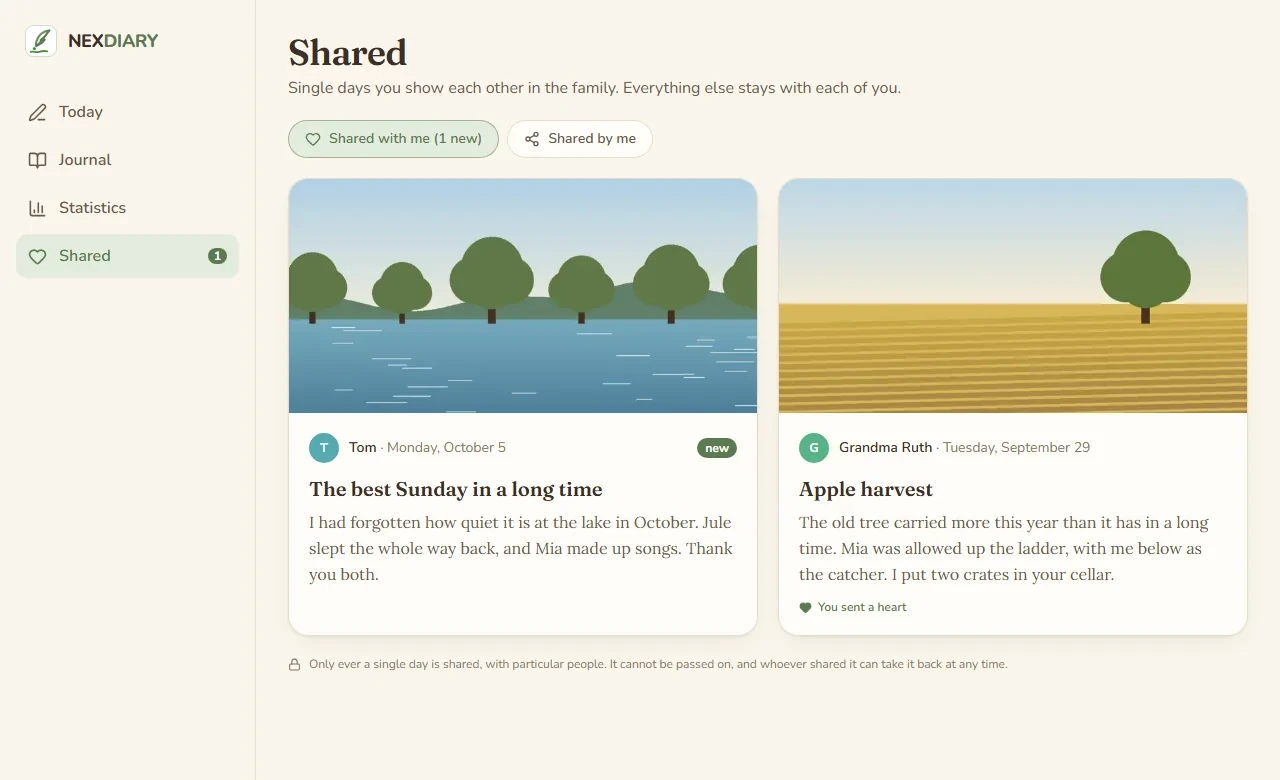 NEXDIARY
Today
Journal
Statistics
Shared
1
Shared
Single days you show each other in the family. Everything else stays with each of you.
Shared with me (1 new)
Shared by me
T
Tom · Monday, October 5
new
The best Sunday in a long time
I had forgotten how quiet it is at the lake in October. Jule
slept the whole way back, and Mia made up songs. Thank
you both.
G
Grandma Ruth · Tuesday, September 29
Apple harvest
The old tree carried more this year than it has in a long
time. Mia was allowed up the ladder, with me below as
the catcher. I put two crates in your cellar.
You sent a heart
Only ever a single day is shared, with particular people. It cannot be passed on, and whoever shared it can take it back at any time.